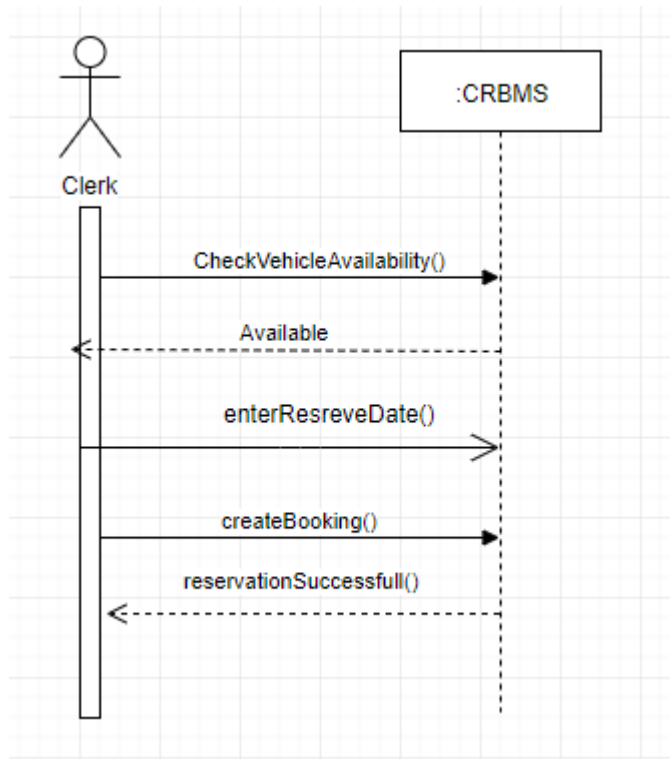 :CRBMS
Clerk
CheckVehicleAvailability()
Available
enterResreveDate()
createBooking()
reservationSuccessfull()